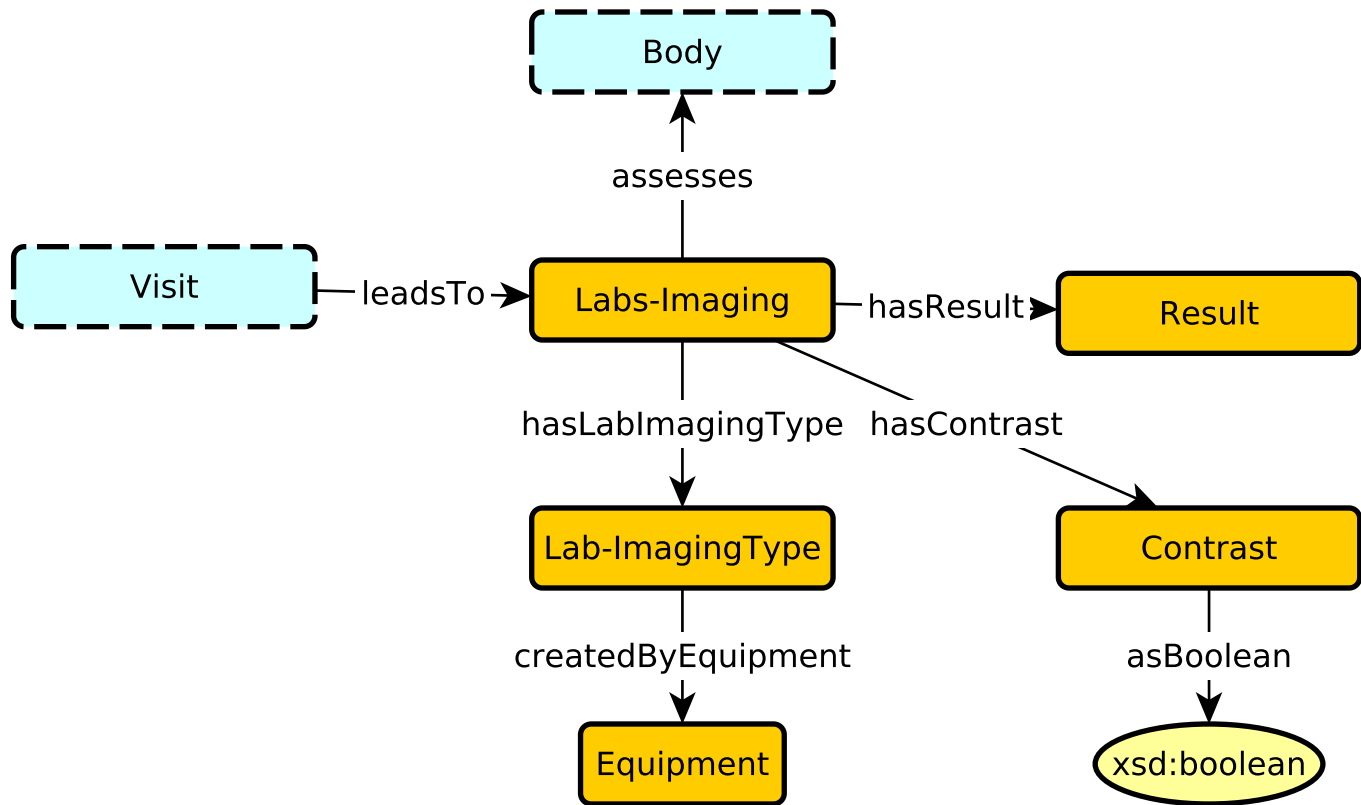 Body
assesses
Visit
leadsTo
Labs-Imaging
hasResult
Result
hasLabImagingType
hasContrast
Lab-ImagingType
Contrast
createdByEquipment
asBoolean
Equipment
xsd:boolean